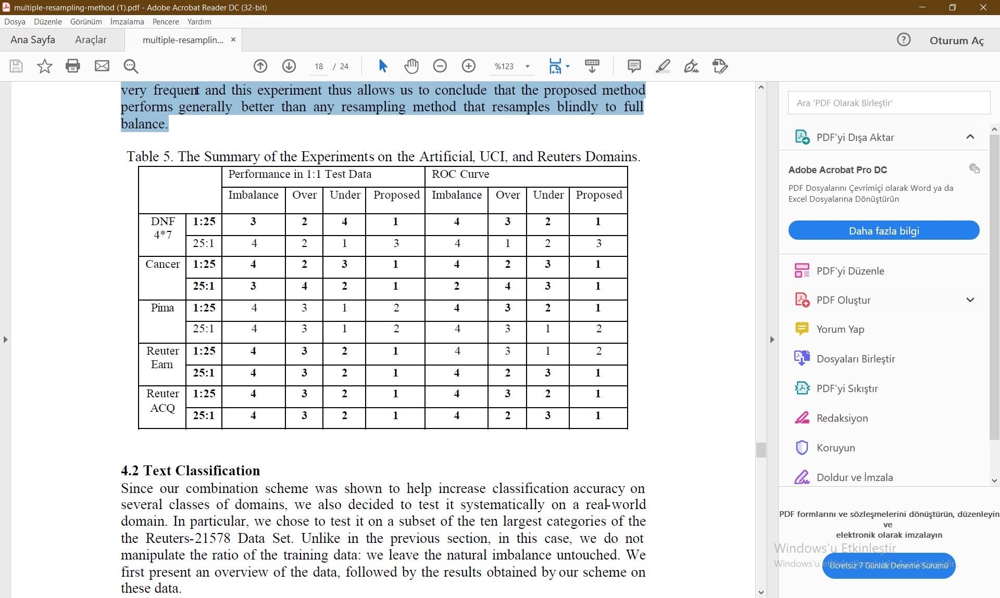 multiple-resampling-method (1).pdf - Adobe Acrobat Reader DC (32-bit)
Dosya Düzenle Görünüm İmzalama Pencere Yardım
Ana Sayfa Araçlar multiple-resamplin... × ? Oturum Aç
18 / 24 %123
very frequent and this experiment thus allows us to conclude that the proposed method
performs generally better than any resampling method that resamples blindly to full
balance.
Table 5. The Summary of the Experiments on the Artificial, UCI, and Reuters Domains.
Performance in 1:1 Test Data ROC Curve
Imbalance Over Under Proposed Imbalance Over Under Proposed
DNF 1:25 3 2 4 1 4 3 2 1
4*7
25:1 4 2 1 3 4 1 2 3
Cancer 1:25 4 2 3 1 4 2 3 1
25:1 3 4 2 1 2 4 3 1
Pima 1:25 4 3 1 2 4 3 2 1
25:1 4 3 1 2 4 3 1 2
Reuter 1:25 4 3 2 1 4 3 1 2
Earn
25:1 4 3 2 1 4 2 3 1
Reuter 1:25 4 3 2 1 4 3 2 1
ACQ
25:1 4 3 2 1 4 2 3 1
4.2 Text Classification
Since our combination scheme was shown to help increase classification accuracy on
several classes of domains, we also decided to test it systematically on a real-world
domain. In particular, we chose to test it on a subset of the ten largest categories of the
the Reuters-21578 Data Set. Unlike in the previous section, in this case, we do not
manipulate the ratio of the training data: we leave the natural imbalance untouched. We
first present an overview of the data, followed by the results obtained by our scheme on
these data.
Ara 'PDF Olarak Birleştir'
PDF'yi Dışa Aktar
Adobe Acrobat Pro DC
PDF Dosyalarını Çevrimiçi olarak Word ya da
Excel Dosyalarına Dönüştürün
Daha fazla bilgi
PDF'yi Düzenle
PDF Oluştur
Yorum Yap
Dosyaları Birleştir
PDF'yi Sıkıştır
Redaksiyon
Koruyun
Doldur ve İmzala
PDF formlarını ve sözleşmelerini dönüştürün, düzenleyin
ve
elektronik olarak imzalayın
Windows'u Etkinleştir
Windows'u etkinleştirmek için Ayarlar'a gidin.
Ücretsiz 7 Günlük Deneme Sürümü